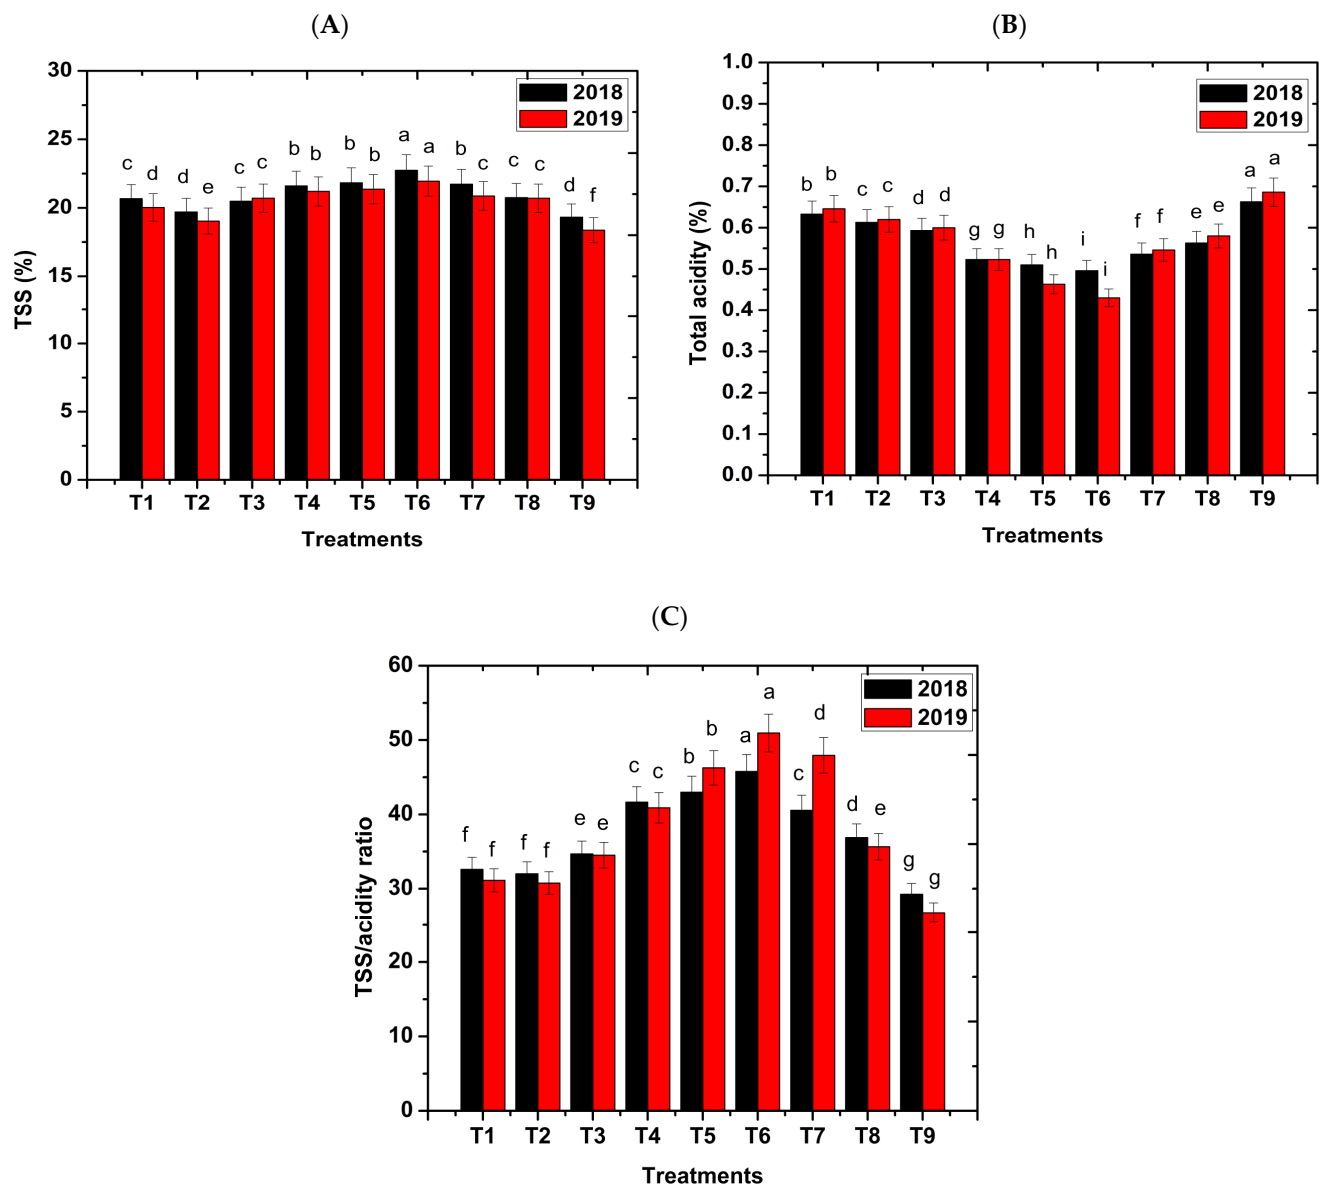 (A)
30
25
20
15
10
5
0
TSS (%)
2018
2019
c d d e c c b b b b a a b c c c d f
T1 T2 T3 T4 T5 T6 T7 T8 T9
Treatments
(B)
1.0
0.9
0.8
0.7
0.6
0.5
0.4
0.3
0.2
0.1
0.0
Total acidity (%)
2018
2019
b b c c d d g g h h i i f f e e a a
T1 T2 T3 T4 T5 T6 T7 T8 T9
Treatments
(C)
60
50
40
30
20
10
0
TSS/acidity ratio
2018
2019
f f f f e e c c b b a a c d d e g g
T1 T2 T3 T4 T5 T6 T7 T8 T9
Treatments